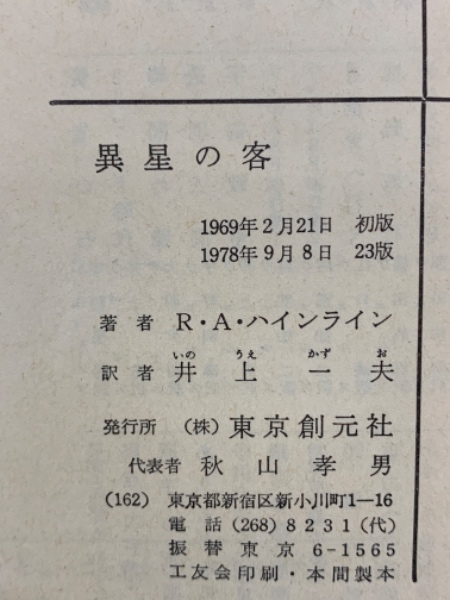 異星の客
1969年2月21日 初版
1978年9月8日 23版
著者 R・A・ハインライン
いの うえ かず お
訳者 井上一夫
発行所 (株) 東京創元社
代表者 秋山孝男
(162) 東京都新宿区新小川町1—16
電話(268)8231(代)
振替東京6-1565
工友会印刷・本間製本